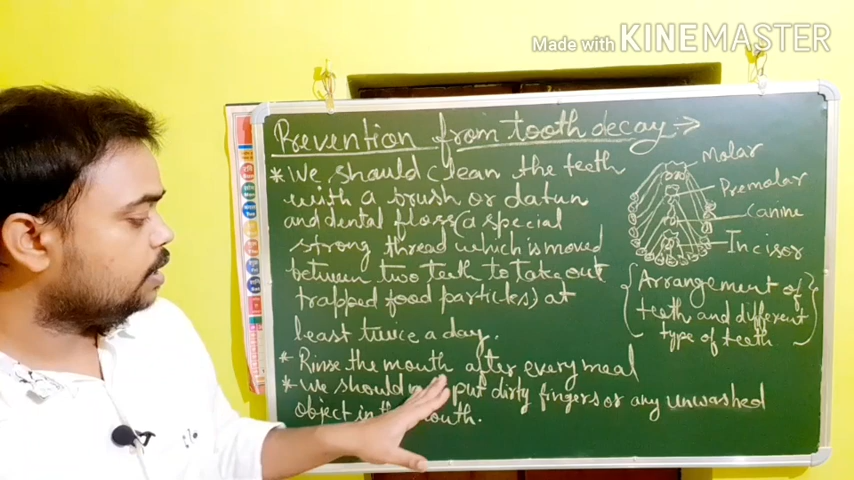 Made with KINEMASTER
Prevention from tooth decay →
* We should clean the teeth
with a brush or datun
and dental floss (a special
strong thread which is moved
between two teeth to take out
trapped food particles) at
least twice a day.
* Rinse the mouth after every meal
* We should put dirty fingers or any unwashed
object in the mouth.
Molar
Premolar
Canine
Incisor
{Arrangement of
teeth and different
type of teeth}